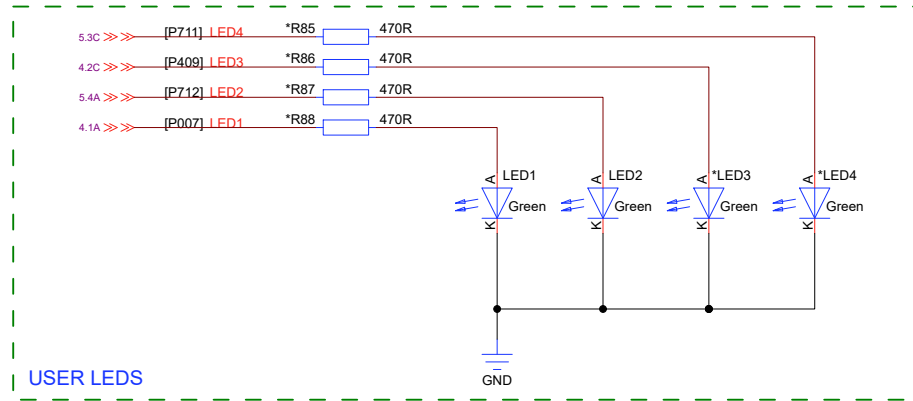 5.3C [P711] LED4 *R85 470R
4.2C [P409] LED3 *R86 470R
5.4A [P712] LED2 *R87 470R
4.1A [P007] LED1 *R88 470R
A LED1 A LED2 A *LED3 A *LED4
Green Green Green Green
K K K K
USER LEDS
GND